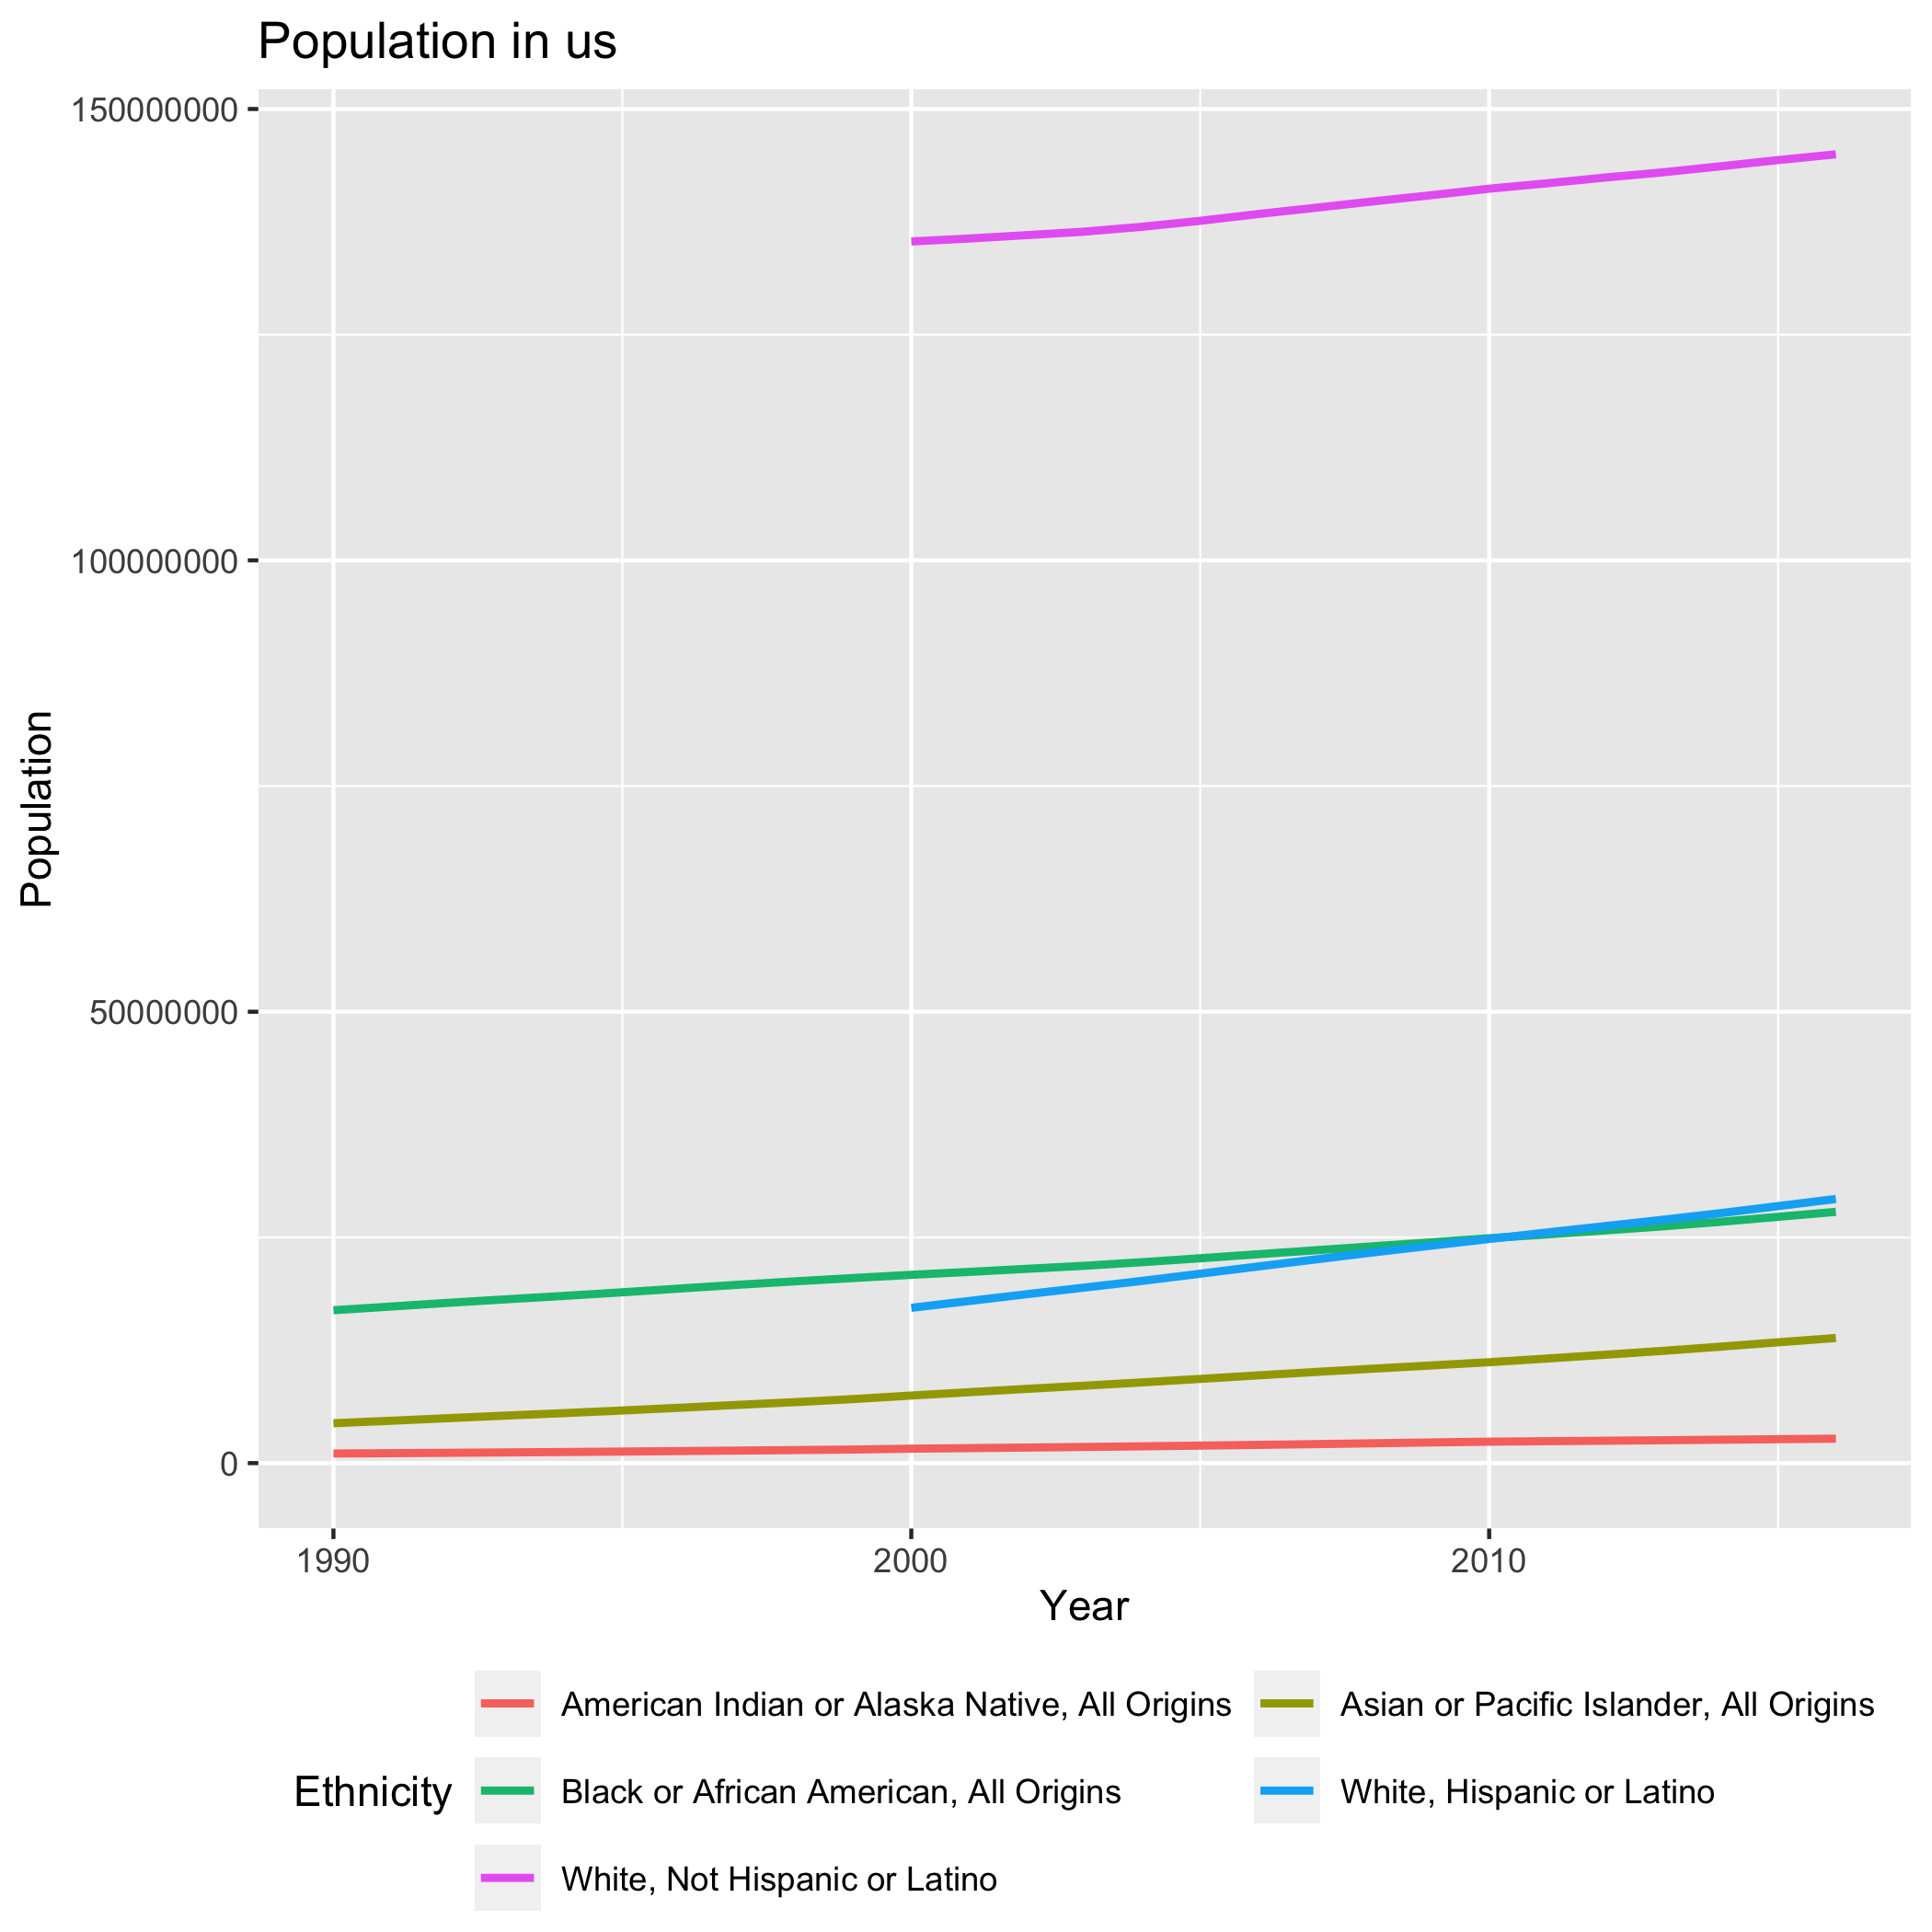 Population in us
150000000
100000000
50000000
0
Population
1990 2000 2010
Year
Ethnicity
American Indian or Alaska Native, All Origins
Asian or Pacific Islander, All Origins
Black or African American, All Origins
White, Hispanic or Latino
White, Not Hispanic or Latino